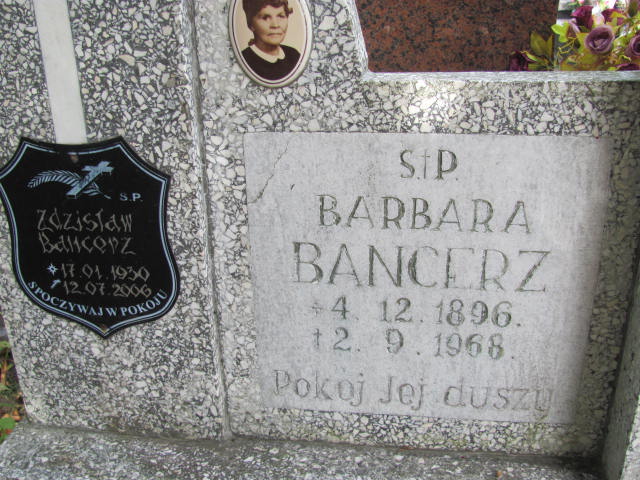 S.P.
Zdzisław
Bancerz
17.01.1930
† 12.07.2006
SPOCZYWAJ W POKOJU
S†P.
BARBARA
BANCERZ
4. 12. 1896.
† 2. 9. 1968.
Pokoj Jej duszy